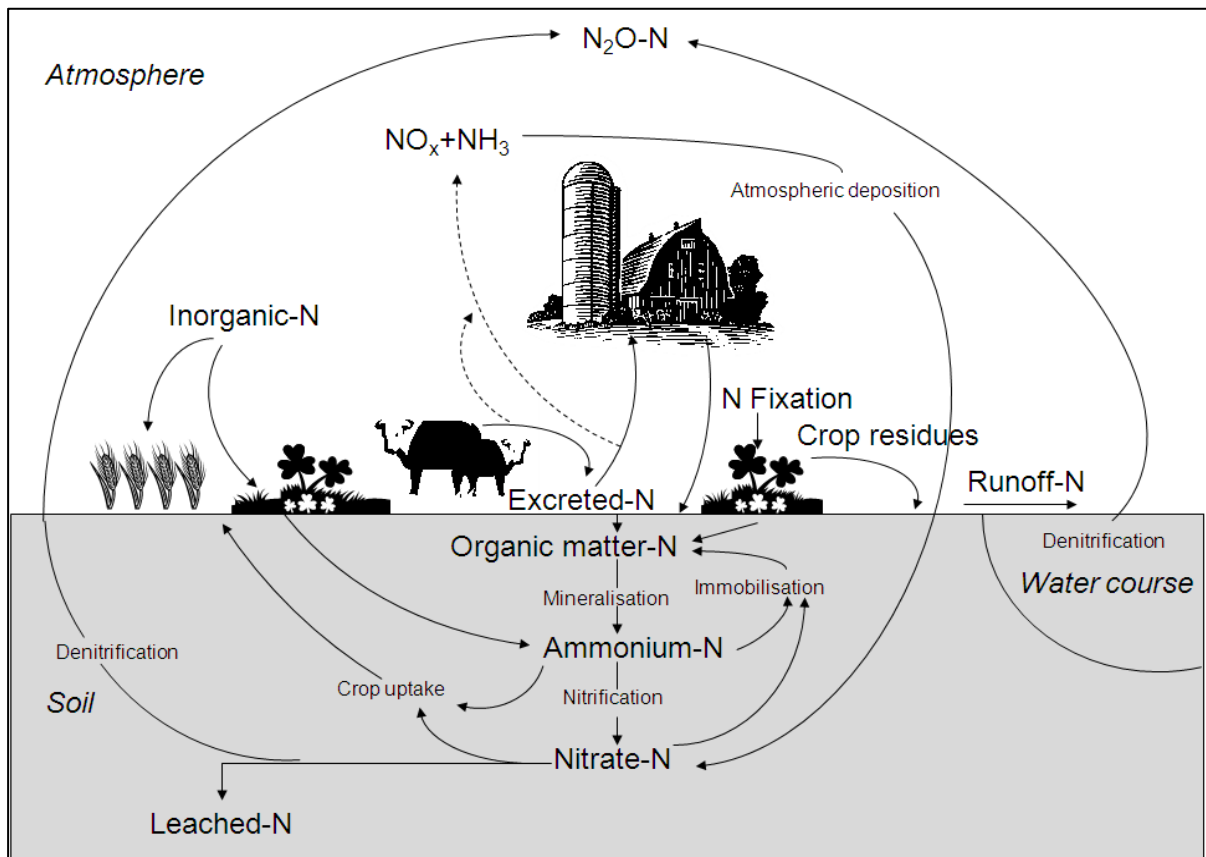 N₂O-N
Atmosphere
NOₓ+NH₃
Atmospheric deposition
Inorganic-N
N Fixation
Crop residues
Runoff-N
Excreted-N
Organic matter-N
Denitrification
Water course
Mineralisation
Immobilisation
Ammonium-N
Denitrification
Soil
Crop uptake
Nitrification
Nitrate-N
Leached-N